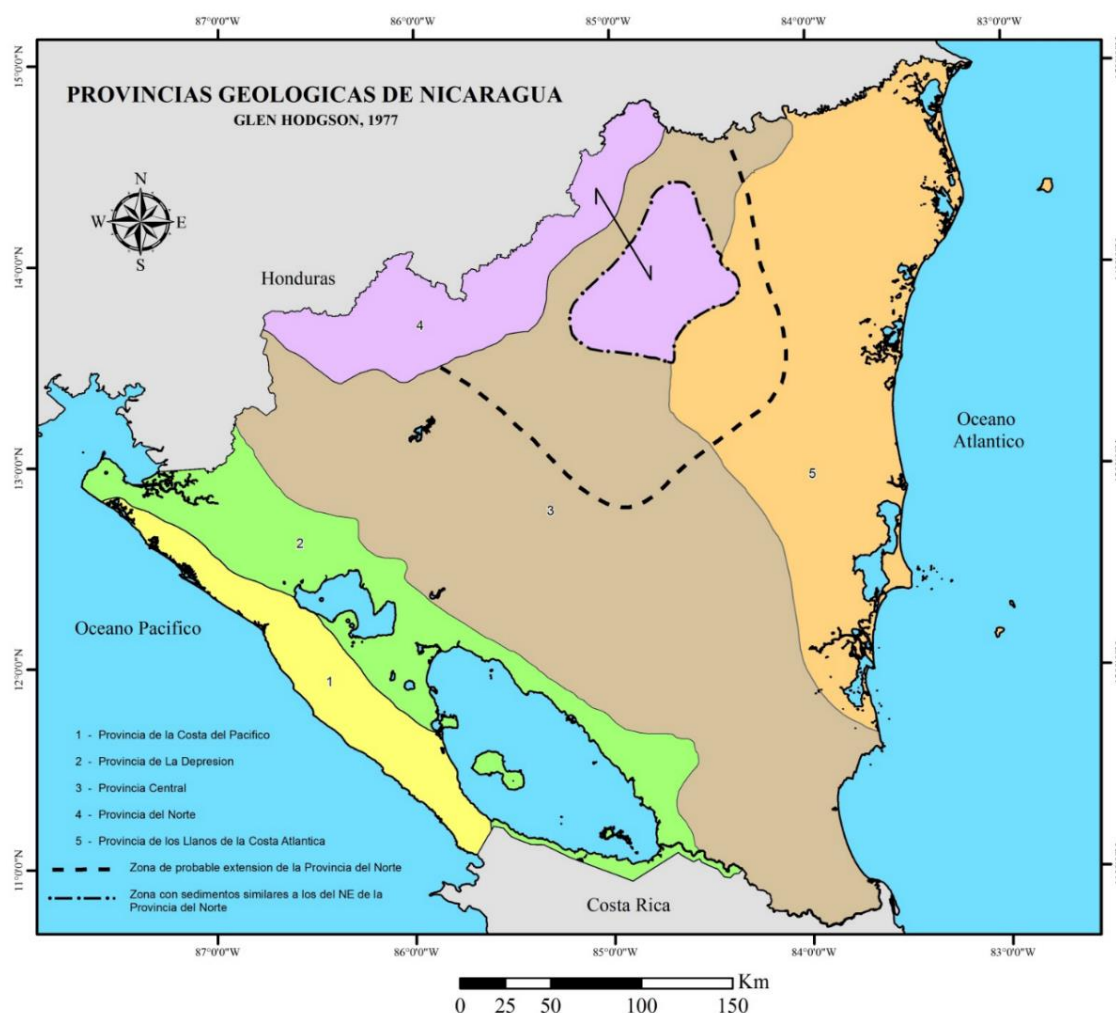 87°0'0"W 86°0'0"W 85°0'0"W 84°0'0"W 83°0'0"W
15°0'0"N
PROVINCIAS GEOLOGICAS DE NICARAGUA
GLEN HODGSON, 1977
N
W E
S
14°0'0"N
Honduras
4
Oceano
Atlantico
13°0'0"N
5
3
2
Oceano Pacifico
12°0'0"N
1
1 - Provincia de la Costa del Pacifico
2 - Provincia de La Depresion
3 - Provincia Central
4 - Provincia del Norte
5 - Provincia de los Llanos de la Costa Atlantica
11°0'0"N
Zona de probable extension de la Provincia del Norte
Zona con sedimentos similares a los del NE de la
Provincia del Norte
Costa Rica
87°0'0"W 86°0'0"W 85°0'0"W 84°0'0"W 83°0'0"W
Km
0 25 50 100 150